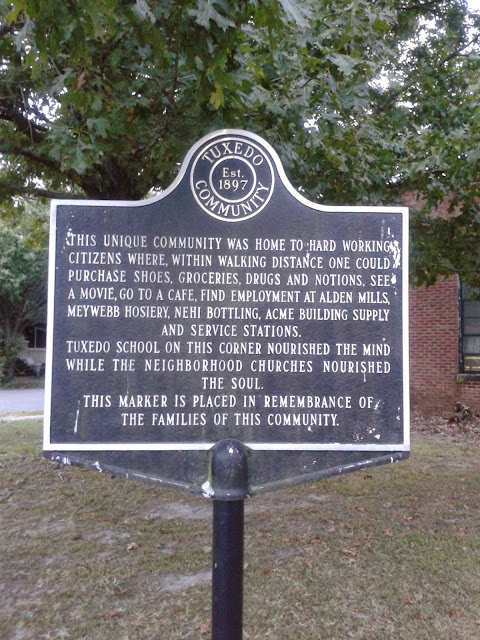 TUXEDO
Est.
1897
COMMUNITY
THIS UNIQUE COMMUNITY WAS HOME TO HARD WORKING
CITIZENS WHERE, WITHIN WALKING DISTANCE ONE COULD
PURCHASE SHOES, GROCERIES, DRUGS AND NOTIONS, SEE
A MOVIE, GO TO A CAFE, FIND EMPLOYMENT AT ALDEN MILLS,
MEYWEBB HOSIERY, NEHI BOTTLING, ACME BUILDING SUPPLY
AND SERVICE STATIONS.
TUXEDO SCHOOL ON THIS CORNER NOURISHED THE MIND
WHILE THE NEIGHBORHOOD CHURCHES NOURISHED
THE SOUL.
THIS MARKER IS PLACED IN REMEMBRANCE OF
THE FAMILIES OF THIS COMMUNITY.